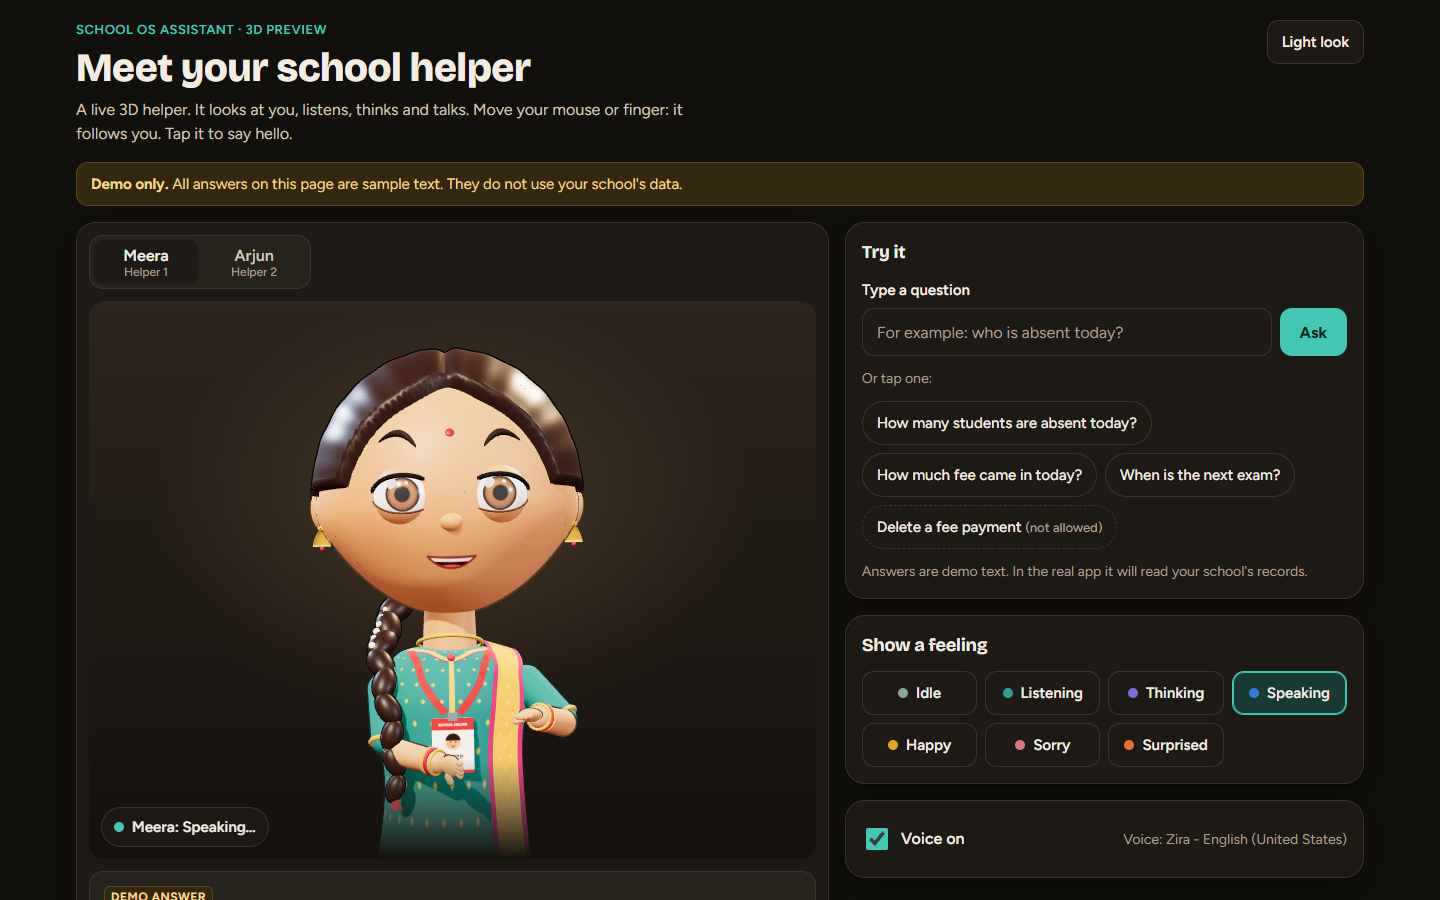 SCHOOL OS ASSISTANT · 3D PREVIEW
Meet your school helper
A live 3D helper. It looks at you, listens, thinks and talks. Move your mouse or finger: it
follows you. Tap it to say hello.
Light look
Demo only. All answers on this page are sample text. They do not use your school's data.
Meera
Helper 1
Arjun
Helper 2
Meera: Speaking...
DEMO ANSWER
Try it
Type a question
For example: who is absent today?
Ask
Or tap one:
How many students are absent today?
How much fee came in today?
When is the next exam?
Delete a fee payment (not allowed)
Answers are demo text. In the real app it will read your school's records.
Show a feeling
Idle
Listening
Thinking
Speaking
Happy
Sorry
Surprised
Voice on
Voice: Zira - English (United States)